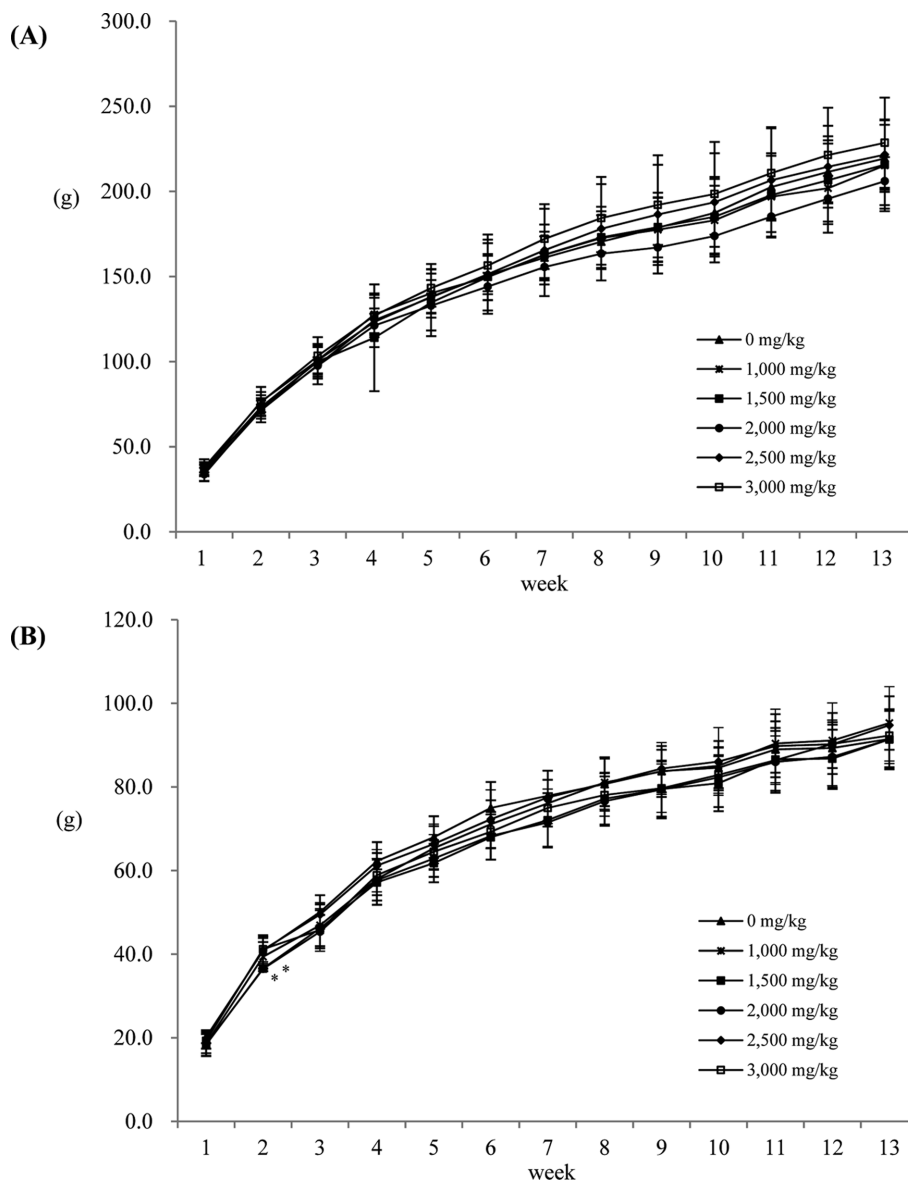 (A)
300.0
250.0
200.0
(g)
150.0
100.0
50.0
0.0
0 mg/kg
1,000 mg/kg
1,500 mg/kg
2,000 mg/kg
2,500 mg/kg
3,000 mg/kg
1 2 3 4 5 6 7 8 9 10 11 12 13
week
(B)
120.0
100.0
80.0
(g)
60.0
40.0
20.0
0.0
* *
0 mg/kg
1,000 mg/kg
1,500 mg/kg
2,000 mg/kg
2,500 mg/kg
3,000 mg/kg
1 2 3 4 5 6 7 8 9 10 11 12 13
week